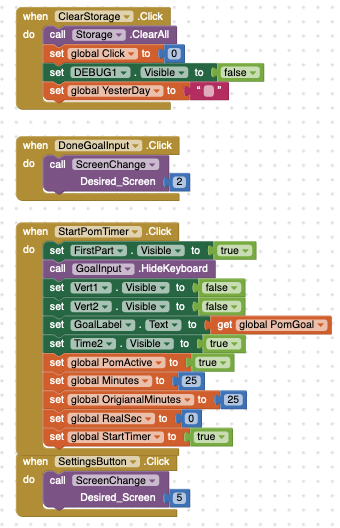 when ClearStorage .Click
do call Storage .ClearAll
set global Click to 0
set DEBUG1 . Visible to false
set global YesterDay to " "
when DoneGoalInput .Click
do call ScreenChange
Desired_Screen 2
when StartPomTimer .Click
do set FirstPart . Visible to true
call GoalInput .HideKeyboard
set Vert1 . Visible to false
set Vert2 . Visible to false
set GoalLabel . Text to get global PomGoal
set Time2 . Visible to true
set global PomActive to true
set global Minutes to 25
set global OrigianalMinutes to 25
set global RealSec to 0
set global StartTimer to true
when SettingsButton .Click
do call ScreenChange
Desired_Screen 5